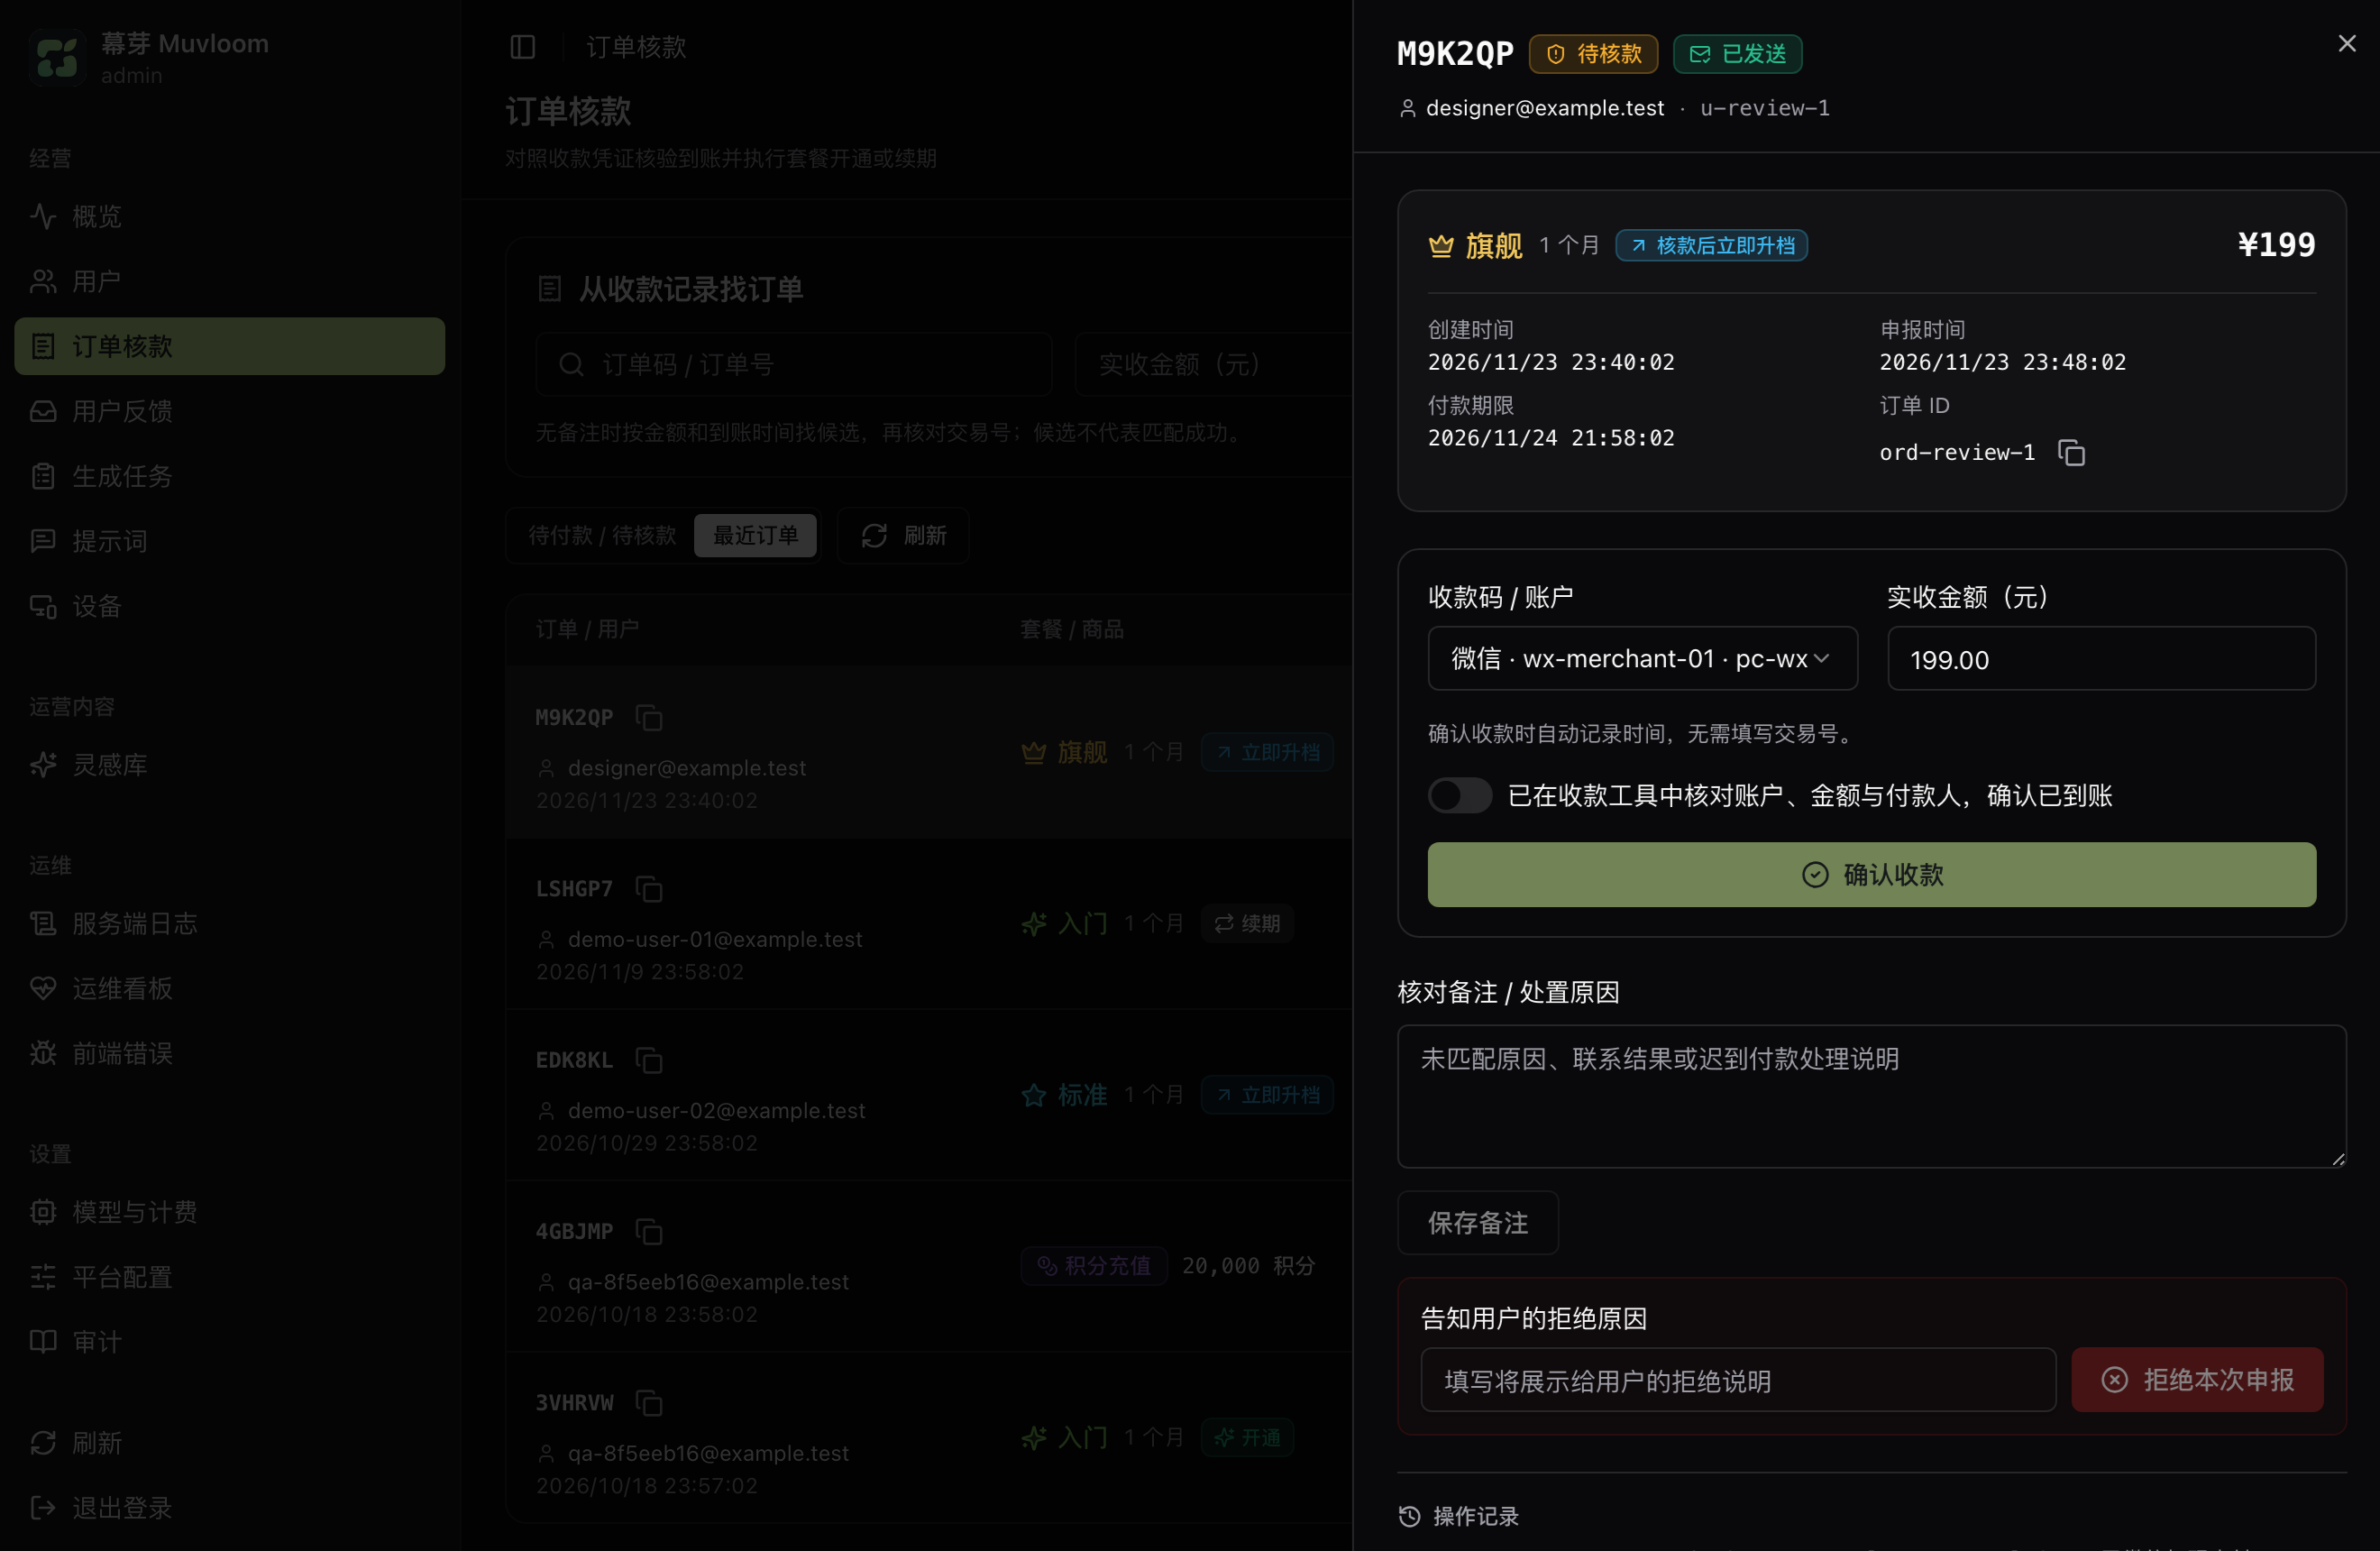 幕芽 Muvloom
admin
经营
概览
用户
订单核款
用户反馈
生成任务
提示词
设备
运营内容
灵感库
运维
服务端日志
运维看板
前端错误
设置
模型与计费
平台配置
审计
刷新
退出登录
订单核款
订单核款
对照收款凭证核验到账并执行套餐开通或续期
从收款记录找订单
订单码 / 订单号
实收金额（元）
无备注时按金额和到账时间找候选，再核对交易号；候选不代表匹配成功。
待付款 / 待核款 最近订单 刷新
订单 / 用户 套餐 / 商品
M9K2QP
designer@example.test
2026/11/23 23:40:02
旗舰 1 个月 立即升档
LSHGP7
demo-user-01@example.test
2026/11/9 23:58:02
入门 1 个月 续期
EDK8KL
demo-user-02@example.test
2026/10/29 23:58:02
标准 1 个月 立即升档
4GBJMP
qa-8f5eeb16@example.test
2026/10/18 23:58:02
积分充值 20,000 积分
3VHRVW
qa-8f5eeb16@example.test
2026/10/18 23:57:02
入门 1 个月 开通
M9K2QP 待核款 已发送
designer@example.test · u-review-1
旗舰 1 个月 核款后立即升档 ¥199
创建时间
2026/11/23 23:40:02
申报时间
2026/11/23 23:48:02
付款期限
2026/11/24 21:58:02
订单 ID
ord-review-1
收款码 / 账户
微信 · wx-merchant-01 · pc-wx
实收金额（元）
199.00
确认收款时自动记录时间，无需填写交易号。
已在收款工具中核对账户、金额与付款人，确认已到账
确认收款
核对备注 / 处置原因
未匹配原因、联系结果或迟到付款处理说明
保存备注
告知用户的拒绝原因
填写将展示给用户的拒绝说明
拒绝本次申报
操作记录